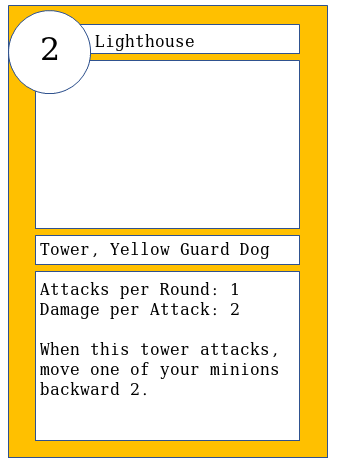 2
Lighthouse
Tower, Yellow Guard Dog
Attacks per Round: 1
Damage per Attack: 2
When this tower attacks,
move one of your minions
backward 2.